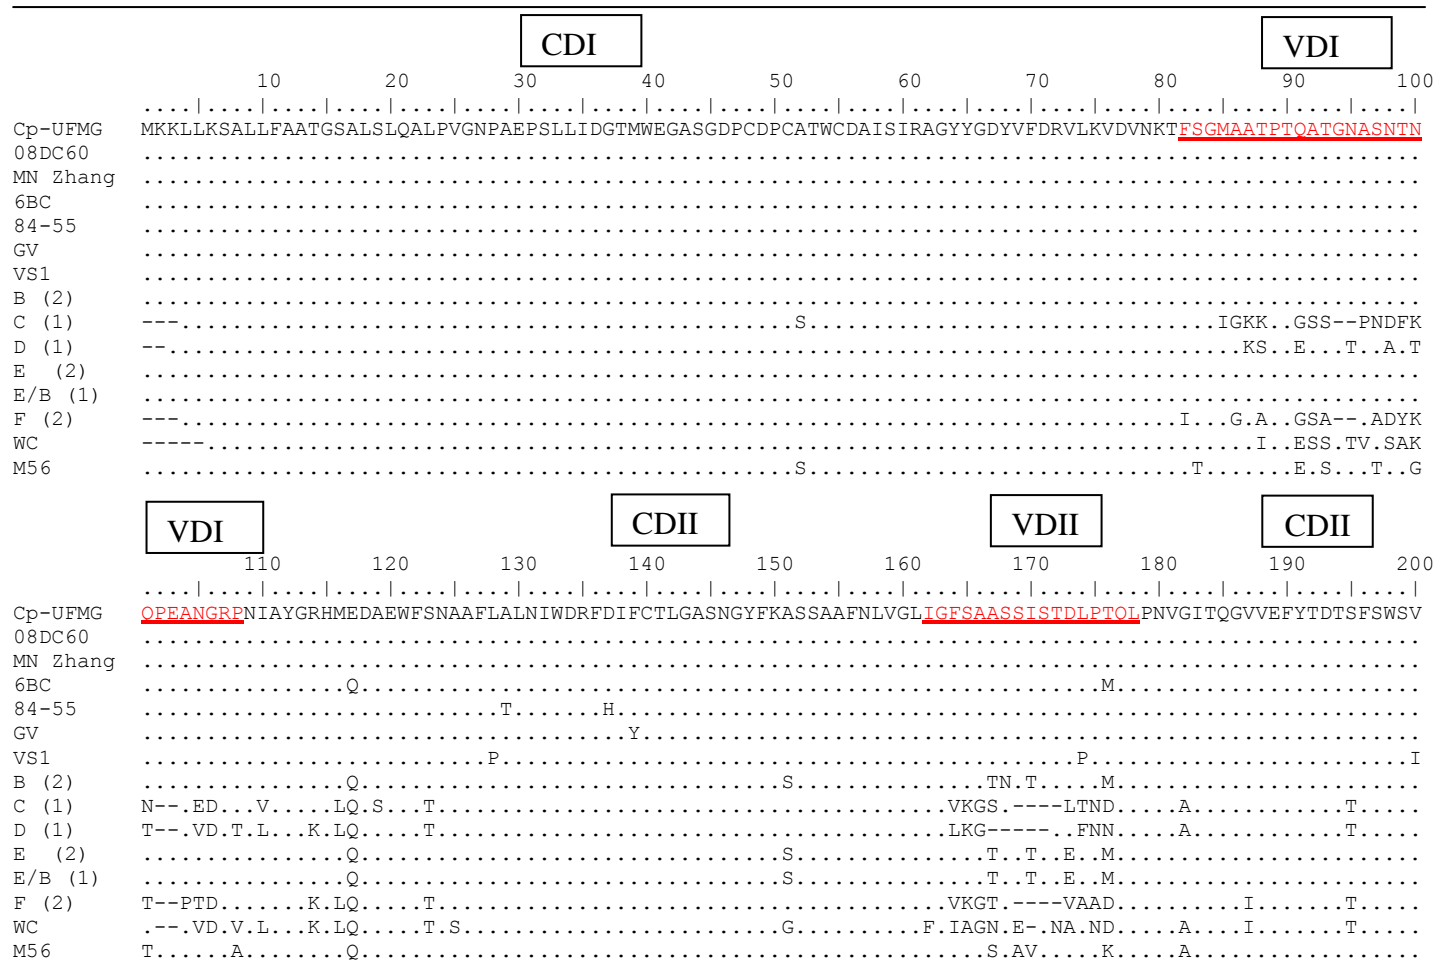 CDI VDI
10 20 30 40 50 60 70 80 90 100
....|....|....|....|....|....|....|....|....|....|....|....|....|....|....|....|....|....|....|....|
Cp-UFMG MKKLLKSALLFAATGSALSLQALPVGNPAEPSLLIDGTMWEGASGDPCDPCATWCDAISIRAGYYGDYVFDRVLKVDVNKTFSGMAATPTQATGNASNTN
08DC60 ....................................................................................................
MN Zhang ....................................................................................................
6BC ....................................................................................................
84-55 ....................................................................................................
GV ....................................................................................................
VS1 ....................................................................................................
B (2) ....................................................................................................
C (1) ---................................................S................................IGKK..GSS--PNDFK
D (1) --....................................................................................KS..E...T..A.T
E (2) ....................................................................................................
E/B (1) ....................................................................................................
F (2) ---..............................................................................I...G.A..GSA--.ADYK
WC -----..................................................................................I..ESS.TV.SAK
M56 ...................................................S..............................T.......E.S...T..G
VDI CDII VDII CDII
110 120 130 140 150 160 170 180 190 200
....|....|....|....|....|....|....|....|....|....|....|....|....|....|....|....|....|....|....|....|
Cp-UFMG QPEANGRPNIAYGRHMEDAEWFSNAAFLALNIWDRFDIFCTLGASNGYFKASSAAFNLVGLIGFSAASSISTDLPTQLPNVGITQGVVEFYTDTSFSWSV
08DC60 ....................................................................................................
MN Zhang ....................................................................................................
6BC ................Q..........................................................M........................
84-55 ............................T.......H...............................................................
GV ......................................Y.............................................................
VS1 ...........................P.............................................P.........................I
B (2) ................Q.................................S...............TN.T.....M........................
C (1) N--.ED...V.....LQ.S...T........................................VKGS.----LTND.....A............T.....
D (1) T--.VD.T.L...K.LQ.....T........................................LKG-----..FNN.....A............T.....
E (2) ................Q.................................S...............T..T..E..M........................
E/B (1) ................Q.................................S...............T..T..E..M........................
F (2) T--PTD.......K.LQ.....T........................................VKGT.----VAAD..........I.......T.....
WC .--.VD.V.L...K.LQ.....T.S.........................G..........F.IAGN.E-.NA.ND.....A....I.......T.....
M56 T......A........Q.................................................S.AV.....K.....A..................